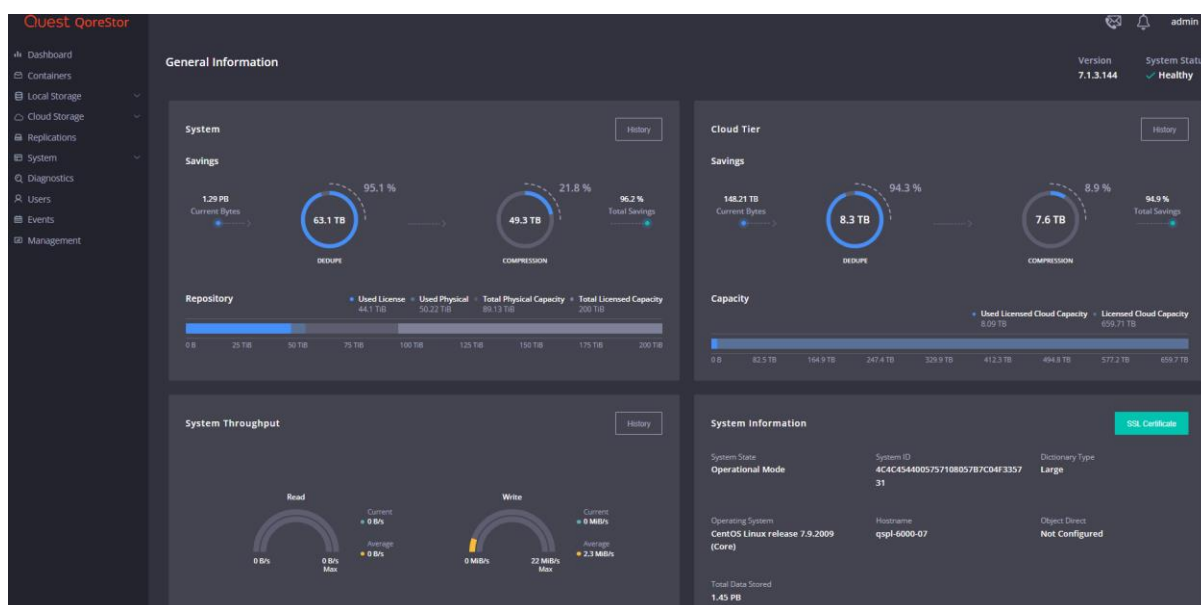 Quest QoreStor
admin
Dashboard
Containers
Local Storage
Cloud Storage
Replications
System
Diagnostics
Users
Events
Management
General Information
Version
7.1.3.144
System Statu
Healthy
System
History
Savings
1.29 PB
Current Bytes
95.1 %
63.1 TB
DEDUPE
21.8 %
49.3 TB
COMPRESSION
96.2 %
Total Savings
Repository
Used License
44.1 TiB
Used Physical
50.22 TiB
Total Physical Capacity
89.13 TiB
Total Licensed Capacity
200 TiB
0 B 25 TiB 50 TiB 75 TiB 100 TiB 125 TiB 150 TiB 175 TiB 200 TiB
Cloud Tier
History
Savings
148.21 TB
Current Bytes
94.3 %
8.3 TB
DEDUPE
8.9 %
7.6 TB
COMPRESSION
94.9 %
Total Savings
Capacity
Used Licensed Cloud Capacity
8.09 TB
Licensed Cloud Capacity
659.71 TB
0 B 82.5 TB 164.9 TB 247.4 TB 329.9 TB 412.3 TB 494.8 TB 577.2 TB 659.7 TB
System Throughput
History
Read
Current
0 B/s
Average
0 B/s
0 B/s
0 B/s
Max
Write
Current
0 MiB/s
Average
2.3 MiB/s
0 MiB/s
22 MiB/s
Max
System Information
SSL Certificate
System State
Operational Mode
System ID
4C4C4544005757108057B7C04F3357
31
Dictionary Type
Large
Operating System
CentOS Linux release 7.9.2009
(Core)
Hostname
qspl-6000-07
Object Direct
Not Configured
Total Data Stored
1.45 PB